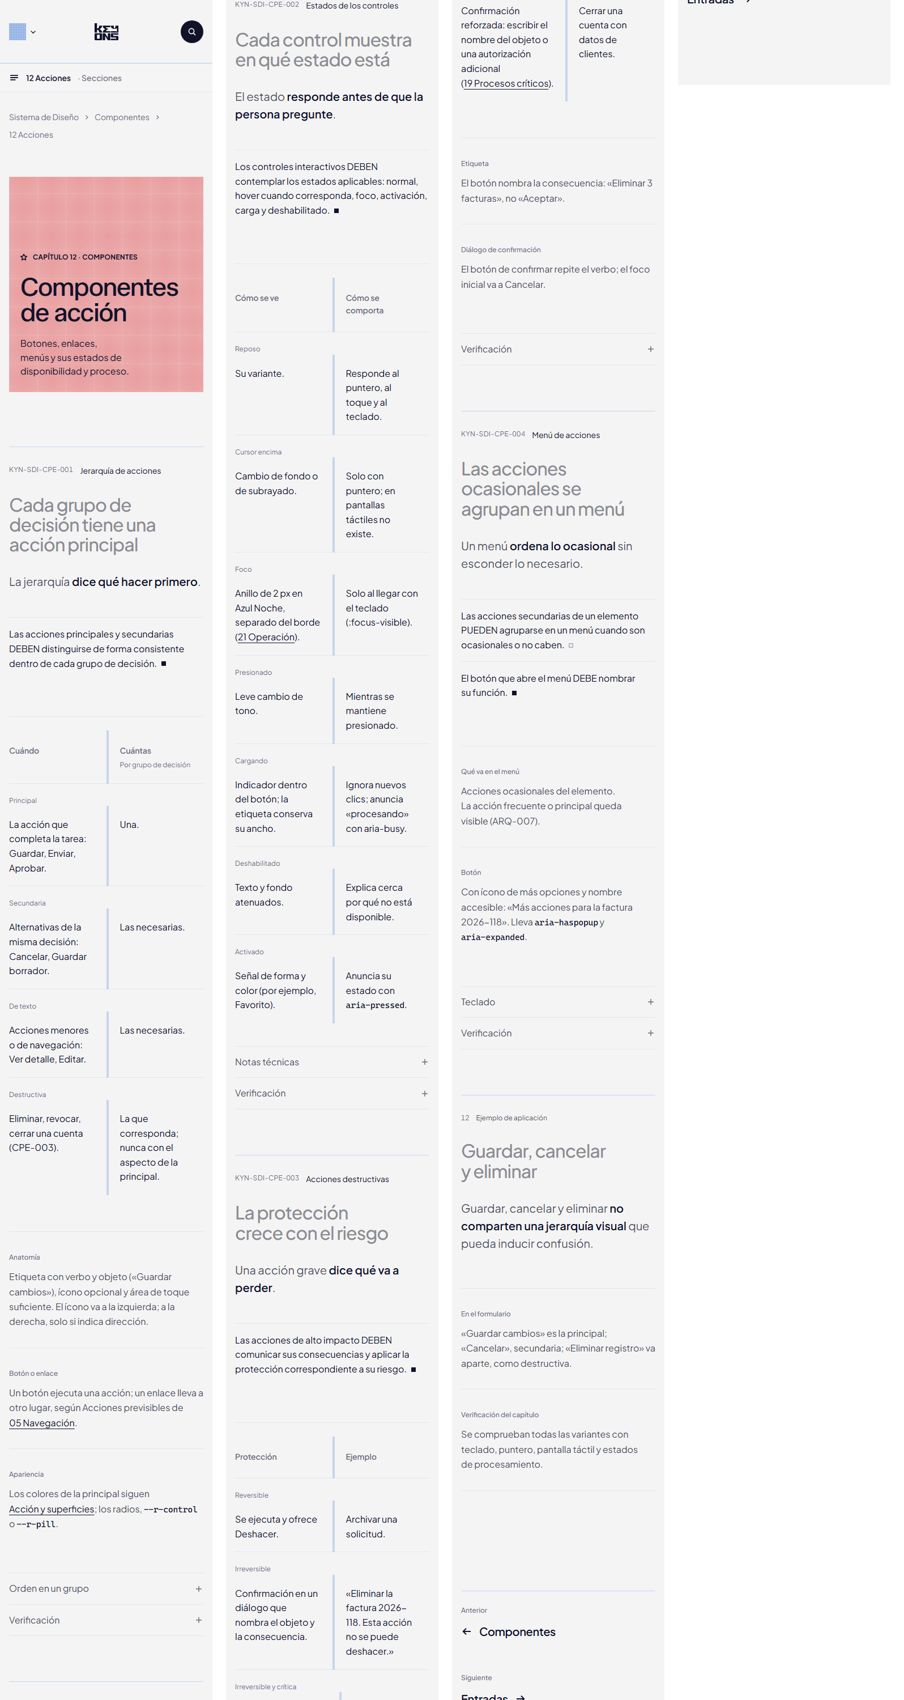 KEY
ONS
12 Acciones · Secciones
Sistema de Diseño > Componentes >
12 Acciones
CAPÍTULO 12 · COMPONENTES
Componentes
de acción
Botones, enlaces,
menús y sus estados de
disponibilidad y proceso.
KYN-SDI-CPE-001 Jerarquía de acciones
Cada grupo de
decisión tiene una
acción principal
La jerarquía dice qué hacer primero.
Las acciones principales y secundarias
DEBEN distinguirse de forma consistente
dentro de cada grupo de decisión. ■
Cuándo
Cuántas
Por grupo de decisión
Principal
La acción que
completa la tarea:
Guardar, Enviar,
Aprobar.
Una.
Secundaria
Alternativas de la
misma decisión:
Cancelar, Guardar
borrador.
Las necesarias.
De texto
Acciones menores
o de navegación:
Ver detalle, Editar.
Las necesarias.
Destructiva
Eliminar, revocar,
cerrar una cuenta
(CPE-003).
La que
corresponda;
nunca con el
aspecto de la
principal.
Anatomía
Etiqueta con verbo y objeto («Guardar
cambios»), ícono opcional y área de toque
suficiente. El ícono va a la izquierda; a la
derecha, solo si indica dirección.
Botón o enlace
Un botón ejecuta una acción; un enlace lleva a
otro lugar, según Acciones previsibles de
05 Navegación.
Apariencia
Los colores de la principal siguen
Acción y superficies; los radios, --r-control
o --r-pill.
Orden en un grupo +
Verificación +
KYN-SDI-CPE-002 Estados de los controles
Cada control muestra
en qué estado está
El estado responde antes de que la
persona pregunte.
Los controles interactivos DEBEN
contemplar los estados aplicables: normal,
hover cuando corresponda, foco, activación,
carga y deshabilitado. ■
Cómo se ve
Cómo se
comporta
Reposo
Su variante.
Responde al
puntero, al
toque y al
teclado.
Cursor encima
Cambio de fondo o
de subrayado.
Solo con
puntero; en
pantallas
táctiles no
existe.
Foco
Anillo de 2 px en
Azul Noche,
separado del borde
(21 Operación).
Solo al llegar con
el teclado
(:focus-visible).
Presionado
Leve cambio de
tono.
Mientras se
mantiene
presionado.
Cargando
Indicador dentro
del botón; la
etiqueta conserva
su ancho.
Ignora nuevos
clics; anuncia
«procesando»
con aria-busy.
Deshabilitado
Texto y fondo
atenuados.
Explica cerca
por qué no está
disponible.
Activado
Señal de forma y
color (por ejemplo,
Favorito).
Anuncia su
estado con
aria-pressed.
Notas técnicas +
Verificación +
KYN-SDI-CPE-003 Acciones destructivas
La protección
crece con el riesgo
Una acción grave dice qué va a
perder.
Las acciones de alto impacto DEBEN
comunicar sus consecuencias y aplicar la
protección correspondiente a su riesgo. ■
Protección
Ejemplo
Reversible
Se ejecuta y ofrece
Deshacer.
Archivar una
solicitud.
Irreversible
Confirmación en un
diálogo que
nombra el objeto y
la consecuencia.
«Eliminar la
factura 2026-
118. Esta acción
no se puede
deshacer.»
Irreversible y crítica
Confirmación
reforzada: escribir el
nombre del objeto o
una autorización
adicional
(19 Procesos críticos).
Cerrar una
cuenta con
datos de
clientes.
Etiqueta
El botón nombra la consecuencia: «Eliminar 3
facturas», no «Aceptar».
Diálogo de confirmación
El botón de confirmar repite el verbo; el foco
inicial va a Cancelar.
Verificación +
KYN-SDI-CPE-004 Menú de acciones
Las acciones
ocasionales se
agrupan en un menú
Un menú ordena lo ocasional sin
esconder lo necesario.
Las acciones secundarias de un elemento
PUEDEN agruparse en un menú cuando son
ocasionales o no caben. □
El botón que abre el menú DEBE nombrar
su función. ■
Qué va en el menú
Acciones ocasionales del elemento.
La acción frecuente o principal queda
visible (ARQ-007).
Botón
Con ícono de más opciones y nombre
accesible: «Más acciones para la factura
2026-118». Lleva aria-haspopup y
aria-expanded.
Teclado +
Verificación +
12 Ejemplo de aplicación
Guardar, cancelar
y eliminar
Guardar, cancelar y eliminar no
comparten una jerarquía visual que
pueda inducir confusión.
En el formulario
«Guardar cambios» es la principal;
«Cancelar», secundaria; «Eliminar registro» va
aparte, como destructiva.
Verificación del capítulo
Se comprueban todas las variantes con
teclado, puntero, pantalla táctil y estados
de procesamiento.
Anterior
← Componentes
Siguiente
Entradas →
Entradas